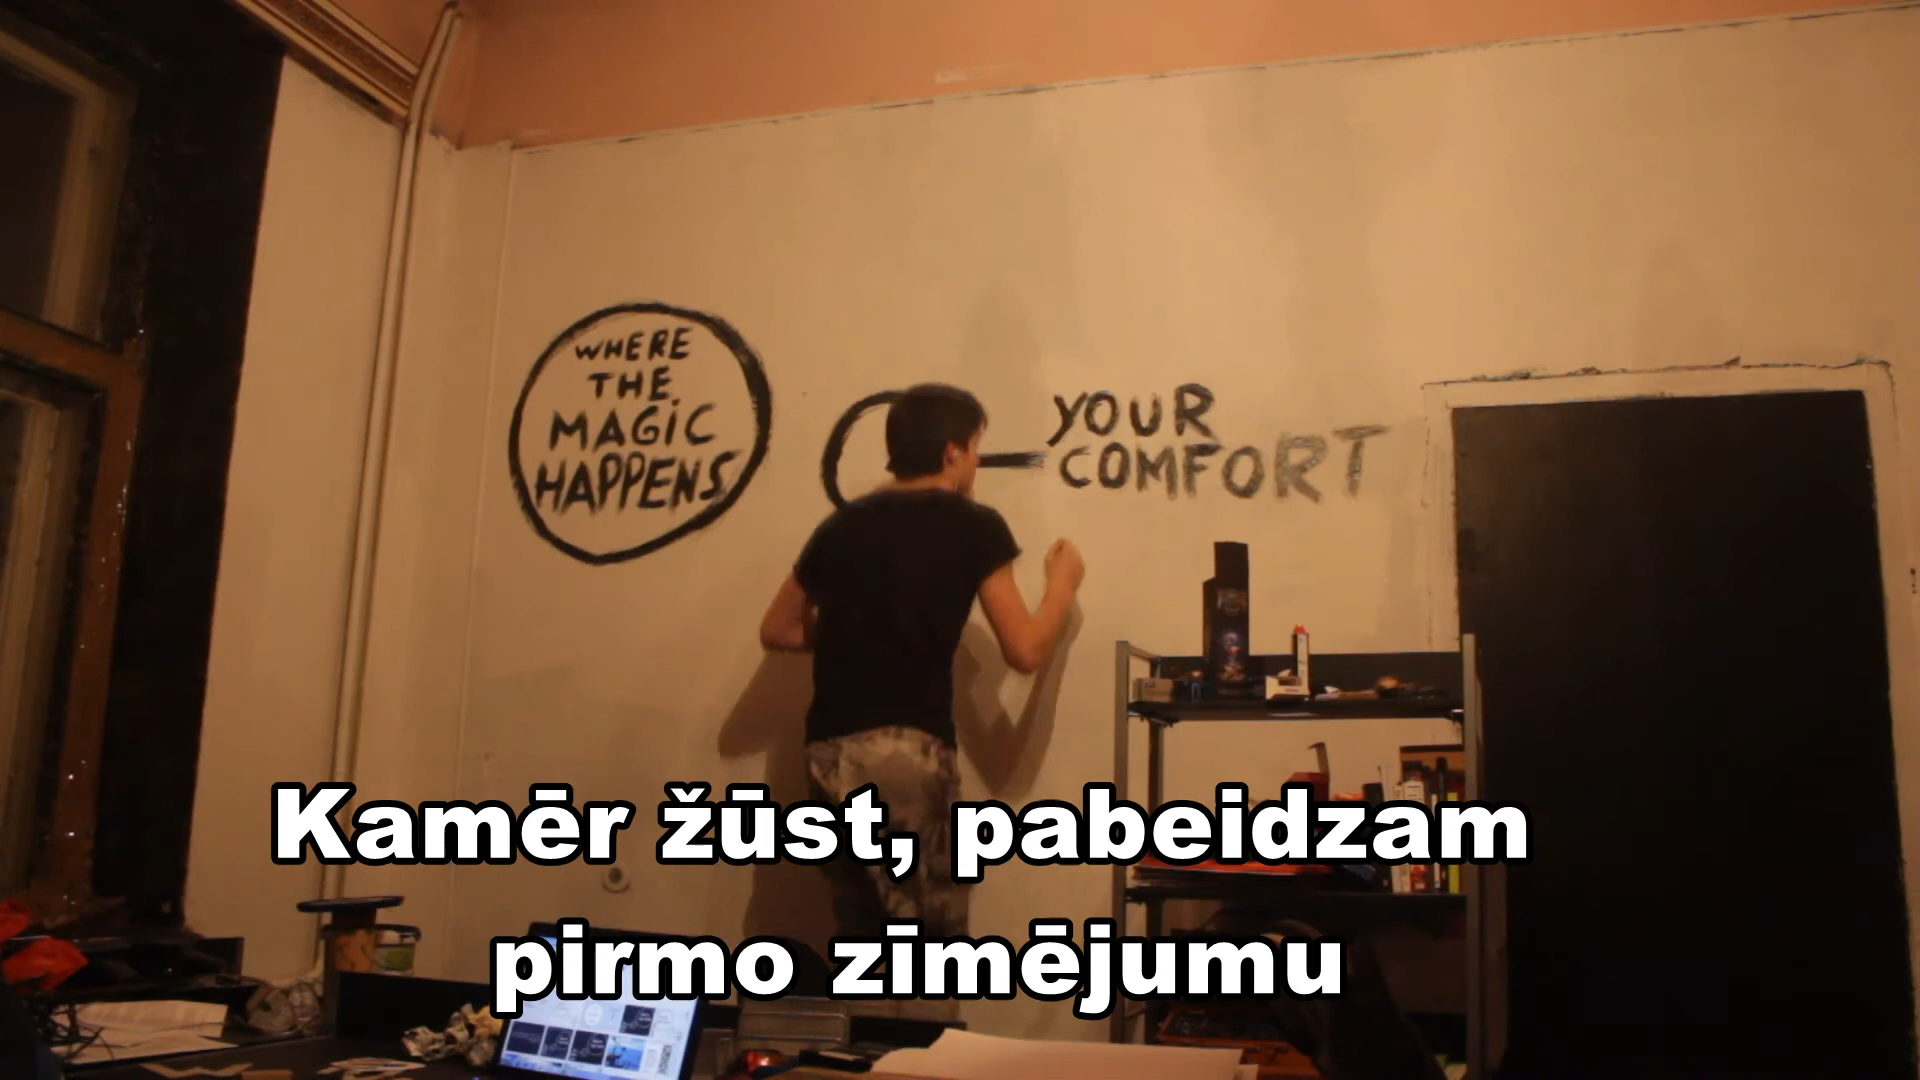 WHERE
THE
MAGiC
HAPPENS
YOUR
COMFORT
Kamēr žūst, pabeidzam
pirmo zīmējumu